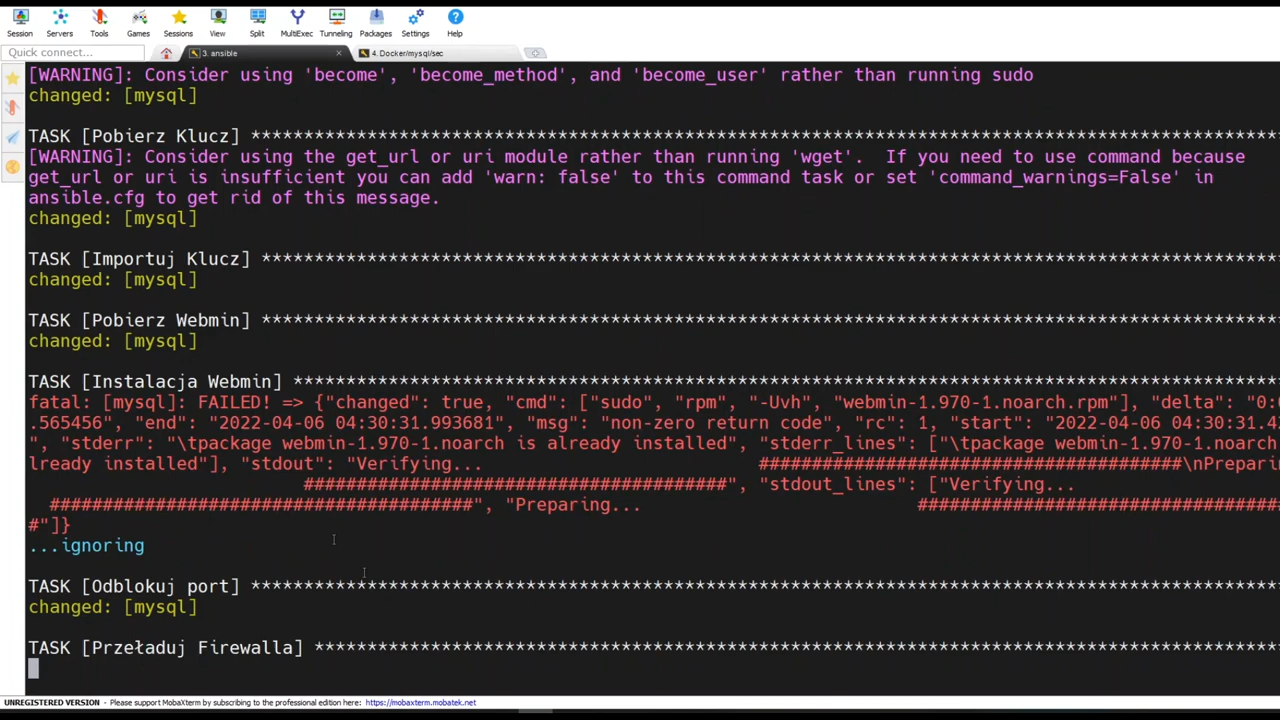 Session Servers Tools Games Sessions View Split MultiExec Tunneling Packages Settings Help
Quick connect...
3. ansible
4. Docker/mysql/sec
[WARNING]: Consider using 'become', 'become_method', and 'become_user' rather than running sudo
changed: [mysql]
TASK [Pobierz Klucz] *************************************************************************************************
[WARNING]: Consider using the get_url or uri module rather than running 'wget'.  If you need to use command because
get_url or uri is insufficient you can add 'warn: false' to this command task or set 'command_warnings=False' in
ansible.cfg to get rid of this message.
changed: [mysql]
TASK [Importuj Klucz] ************************************************************************************************
changed: [mysql]
TASK [Pobierz Webmin] ************************************************************************************************
changed: [mysql]
TASK [Instalacja Webmin] *********************************************************************************************
fatal: [mysql]: FAILED! => {"changed": true, "cmd": ["sudo", "rpm", "-Uvh", "webmin-1.970-1.noarch.rpm"], "delta": "0:0
.565456", "end": "2022-04-06 04:30:31.993681", "msg": "non-zero return code", "rc": 1, "start": "2022-04-06 04:30:31.4
", "stderr": "\tpackage webmin-1.970-1.noarch is already installed", "stderr_lines": ["\tpackage webmin-1.970-1.noarch
lready installed"], "stdout": "Verifying...                          ########################################\nPreparin
                          ########################################", "stdout_lines": ["Verifying...
  ########################################", "Preparing...                          ##################################
#"]}
...ignoring
TASK [Odblokuj port] *************************************************************************************************
changed: [mysql]
TASK [Przeładuj Firewalla] *******************************************************************************************
UNREGISTERED VERSION - Please support MobaXterm by subscribing to the professional edition here: https://mobaxterm.mobatek.net